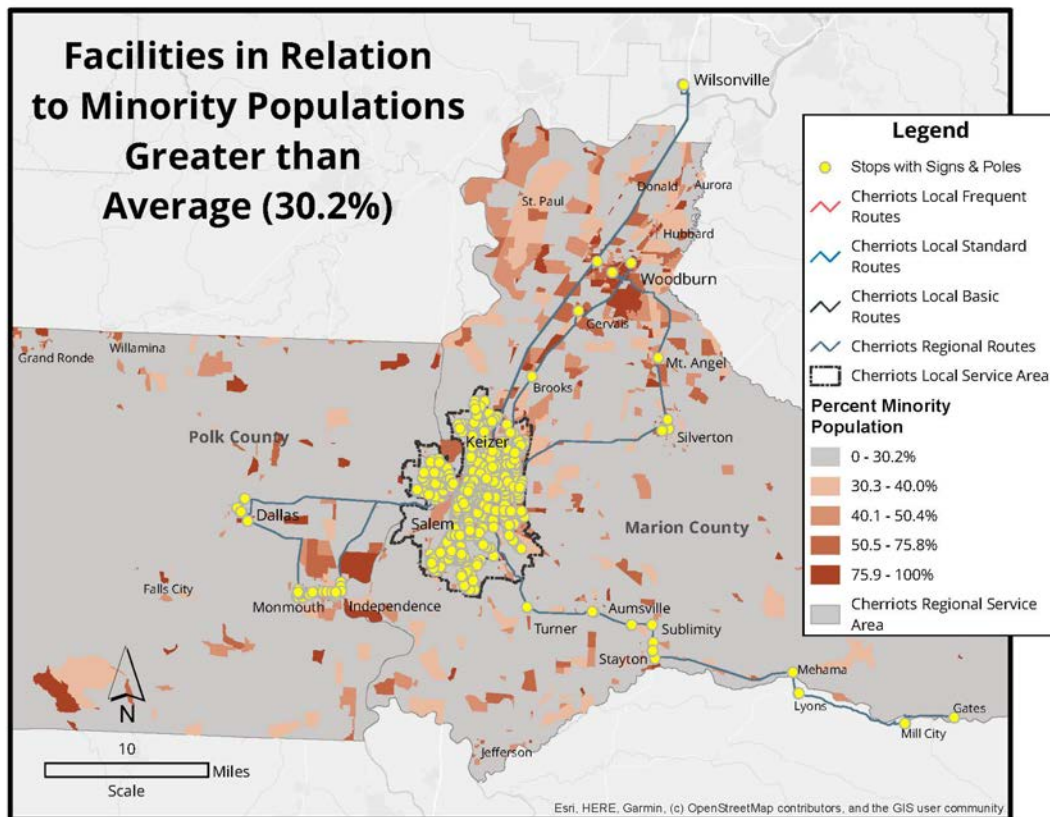 Facilities in Relation
to Minority Populations
Greater than
Average (30.2%)
Wilsonville
Donald
Aurora
St. Paul
Hubbard
Woodburn
Gervais
Willamina
Grand Ronde
Mt. Angel
Brooks
Silverton
Polk County
Keizer
Dallas
Salem
Marion County
Falls City
Monmouth
Independence
Turner
Aumsville
Sublimity
Stayton
Mehama
Lyons
Gates
Mill City
Jefferson
N
10
Miles
Scale
Legend
Stops with Signs & Poles
Cherriots Local Frequent
Routes
Cherriots Local Standard
Routes
Cherriots Local Basic
Routes
Cherriots Regional Routes
Cherriots Local Service Area
Percent Minority
Population
0 - 30.2%
30.3 - 40.0%
40.1 - 50.4%
50.5 - 75.8%
75.9 - 100%
Cherriots Regional Service
Area
Esri, HERE, Garmin, (c) OpenStreetMap contributors, and the GIS user community